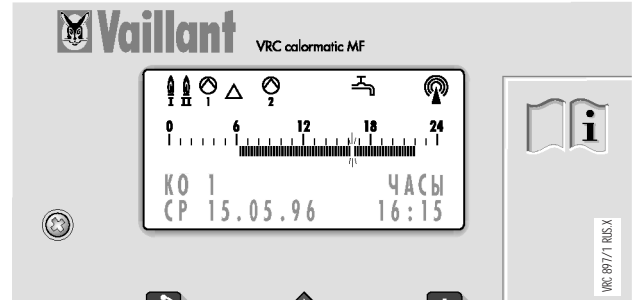 Vaillant
VRC calormatic MF
I II 1 2
0 6 12 18 24
КО 1 ЧАСЫ
СР 15.05.96 16:15
i
VRC 897/1 RUS.X